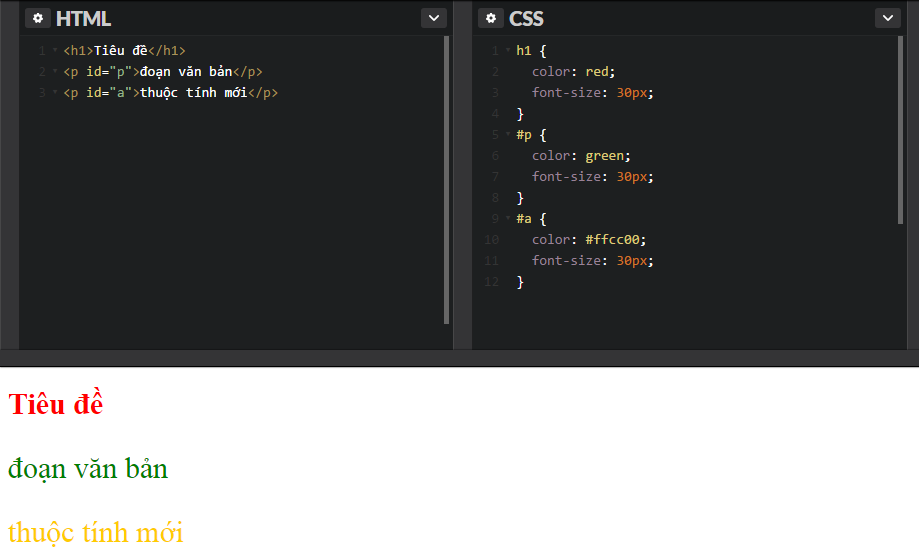 HTML
1 <h1>Tiêu đề</h1>
2 <p id="p">đoạn văn bản</p>
3 <p id="a">thuộc tính mới</p>
CSS
1 h1 {
2 color: red;
3 font-size: 30px;
4 }
5 #p {
6 color: green;
7 font-size: 30px;
8 }
9 #a {
10 color: #ffcc00;
11 font-size: 30px;
12 }
Tiêu đề
đoạn văn bản
thuộc tính mới